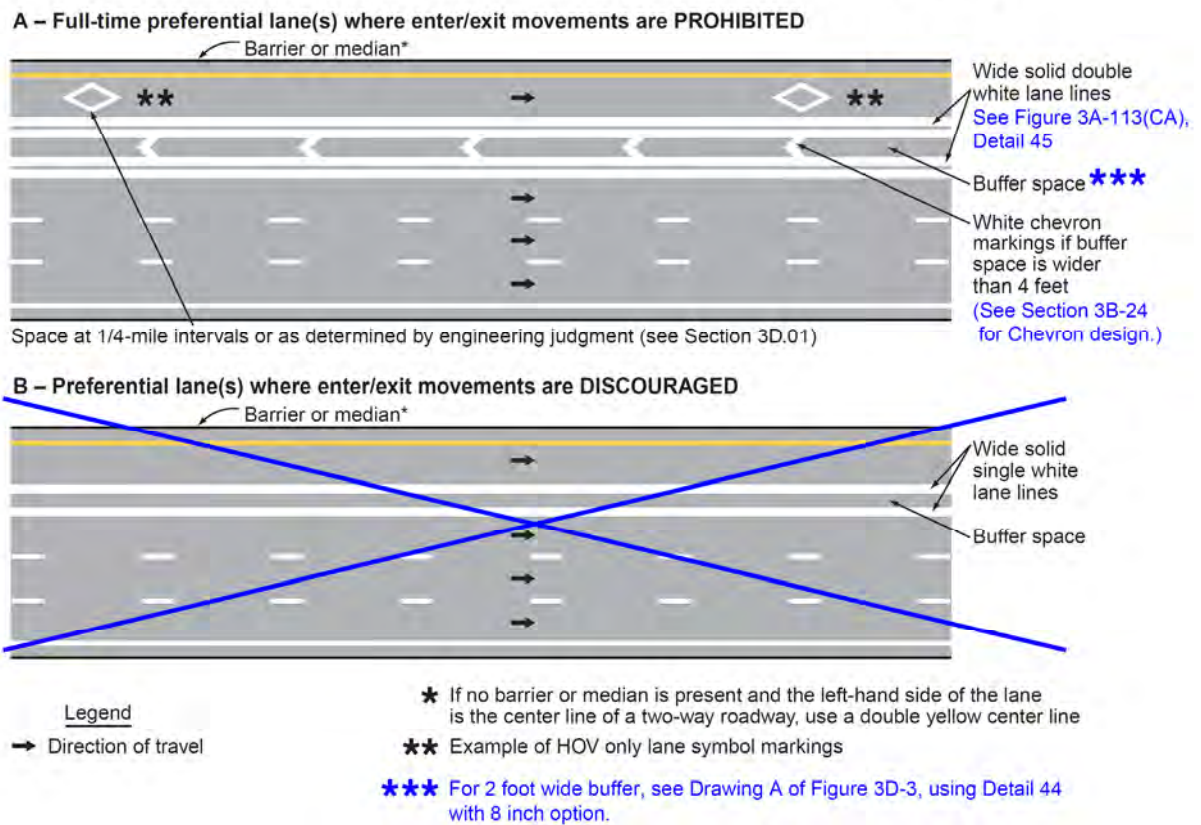 A – Full-time preferential lane(s) where enter/exit movements are PROHIBITED
Barrier or median*
**
**
Wide solid double
white lane lines
See Figure 3A-113(CA),
Detail 45
Buffer space ***
White chevron
markings if buffer
space is wider
than 4 feet
(See Section 3B-24
for Chevron design.)
Space at 1/4-mile intervals or as determined by engineering judgment (see Section 3D.01)
B – Preferential lane(s) where enter/exit movements are DISCOURAGED
Barrier or median*
Wide solid
single white
lane lines
Buffer space
Legend
Direction of travel
* If no barrier or median is present and the left-hand side of the lane
is the center line of a two-way roadway, use a double yellow center line
** Example of HOV only lane symbol markings
*** For 2 foot wide buffer, see Drawing A of Figure 3D-3, using Detail 44
with 8 inch option.